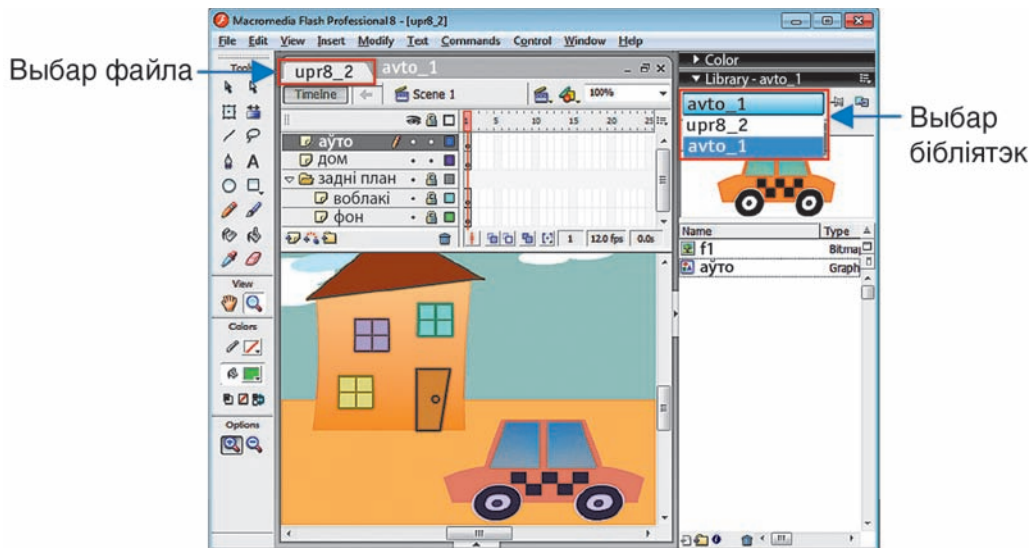 Macromedia Flash Professional 8 - [upr8_2]
File Edit View Insert Modify Text Commands Control Window Help
Выбар файла
Tools
upr8_2 avto_1
Timeline Scene 1 100%
1 5 10 15 20 25
аўто
дом
задні план
воблакі
фон
1 12.0 fps 0.0s
View
Colors
Options
Color
Library - avto_1
avto_1
upr8_2
avto_1
Выбар
бібліятэк
Name Type
f1 Bitmap
аўто Graph